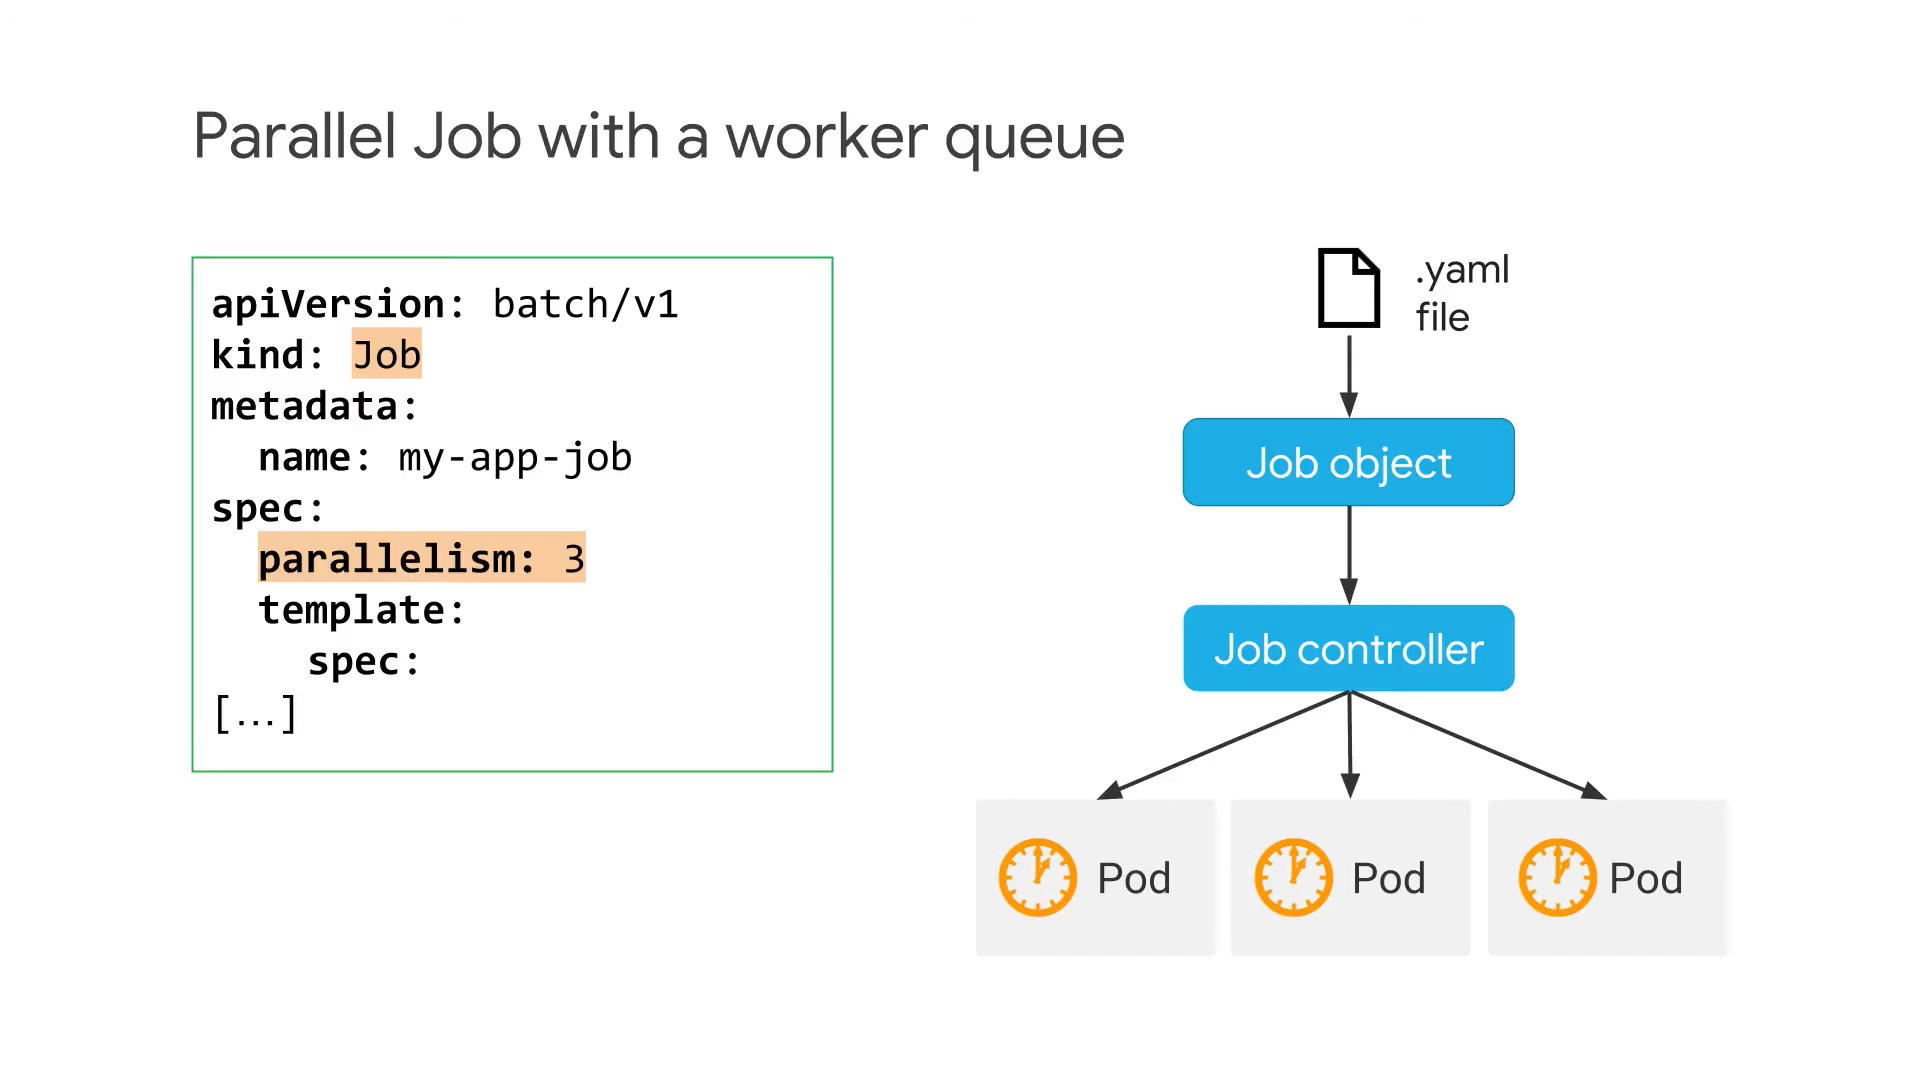 Parallel Job with a worker queue
apiVersion: batch/v1
kind: Job
metadata:
  name: my-app-job
spec:
  parallelism: 3
  template:
    spec:
[...]
.yaml
file
Job object
Job controller
Pod
Pod
Pod